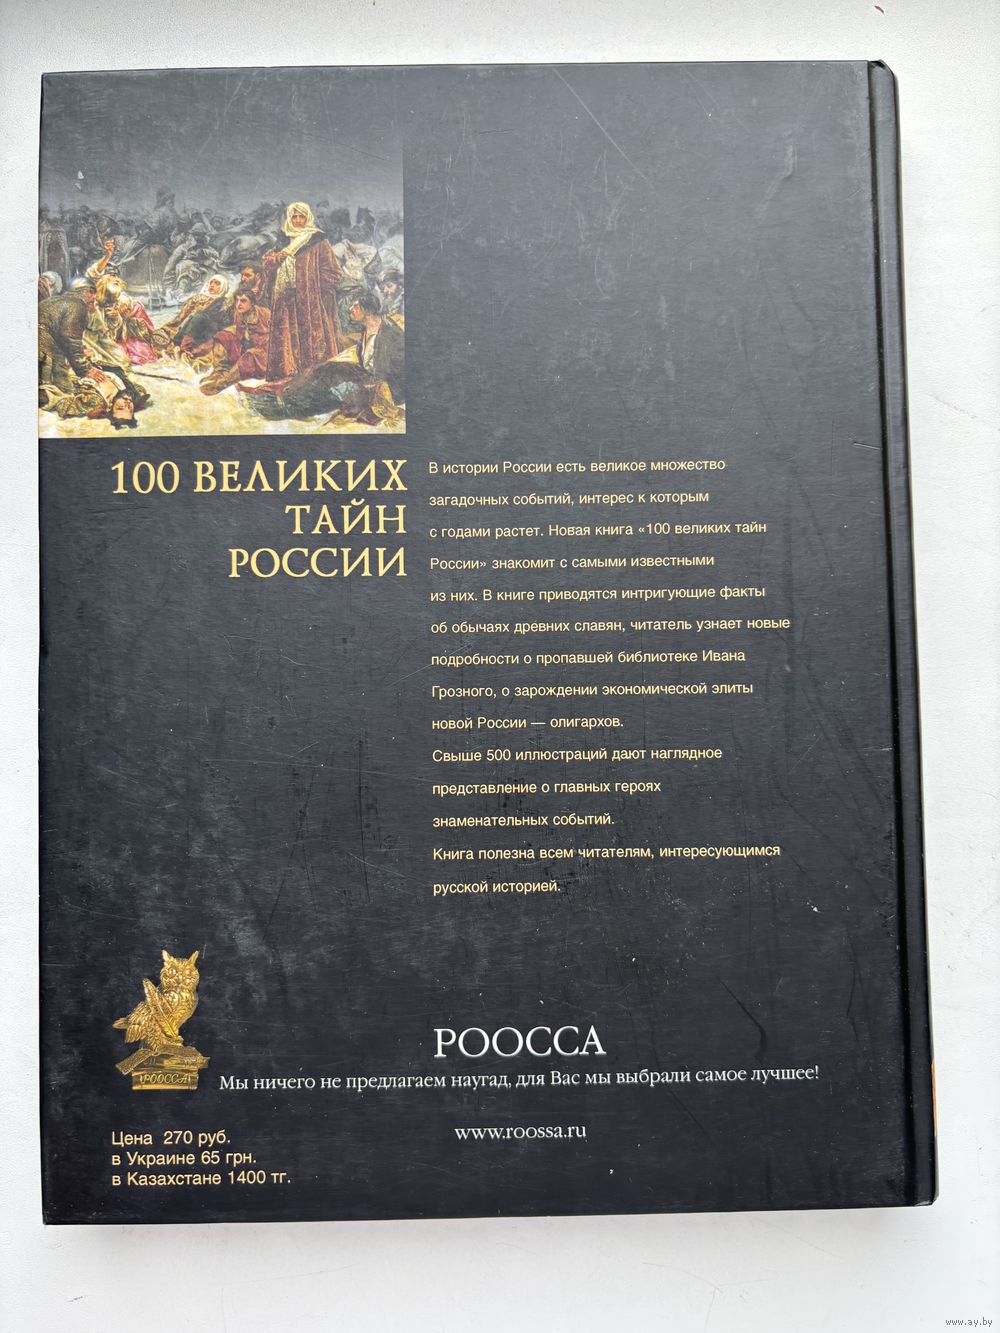 100 ВЕЛИКИХ
ТАЙН
РОССИИ
В истории России есть великое множество
загадочных событий, интерес к которым
с годами растет. Новая книга «100 великих тайн
России» знакомит с самыми известными
из них. В книге приводятся интригующие факты
об обычаях древних славян, читатель узнает новые
подробности о пропавшей библиотеке Ивана
Грозного, о зарождении экономической элиты
новой России — олигархов.
Свыше 500 иллюстраций дают наглядное
представление о главных героях
знаменательных событий.
Книга полезна всем читателям, интересующимся
русской историей.
РООССА
РООССА
Мы ничего не предлагаем наугад, для Вас мы выбрали самое лучшее!
www.roossa.ru
Цена 270 руб.
в Украине 65 грн.
в Казахстане 1400 тг.
www.ay.by